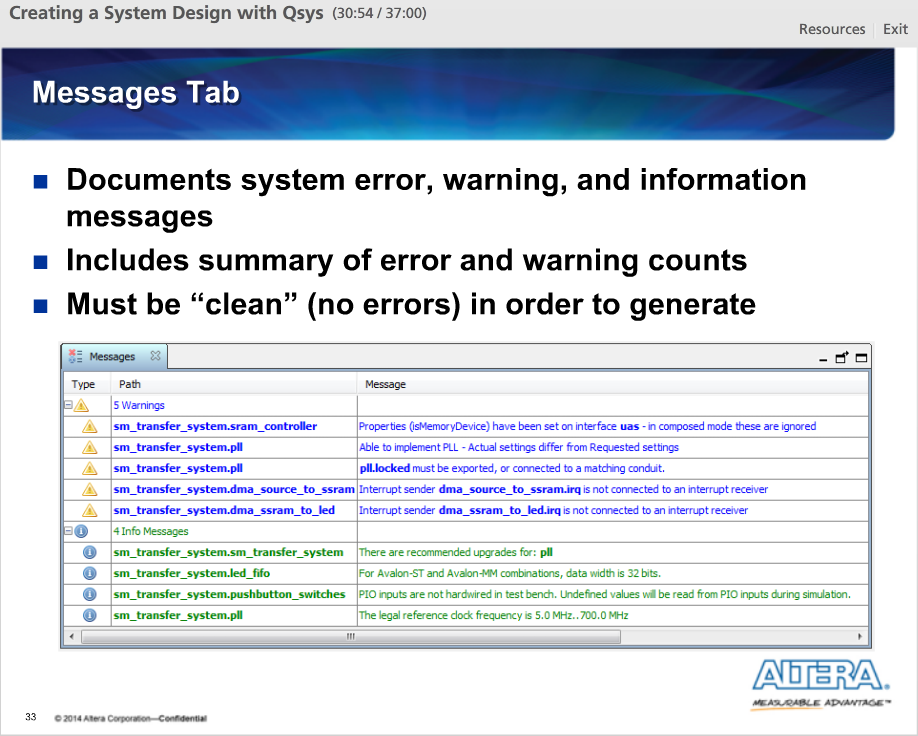 Creating a System Design with Qsys (30:54 / 37:00)
Resources Exit
Messages Tab
Documents system error, warning, and information
messages
Includes summary of error and warning counts
Must be “clean” (no errors) in order to generate
Messages
Type Path Message
5 Warnings
sm_transfer_system.sram_controller Properties (isMemoryDevice) have been set on interface uas - in composed mode these are ignored
sm_transfer_system.pll Able to implement PLL - Actual settings differ from Requested settings
sm_transfer_system.pll pll.locked must be exported, or connected to a matching conduit.
sm_transfer_system.dma_source_to_ssram Interrupt sender dma_source_to_ssram.irq is not connected to an interrupt receiver
sm_transfer_system.dma_ssram_to_led Interrupt sender dma_ssram_to_led.irq is not connected to an interrupt receiver
4 Info Messages
sm_transfer_system.sm_transfer_system There are recommended upgrades for: pll
sm_transfer_system.led_fifo For Avalon-ST and Avalon-MM combinations, data width is 32 bits.
sm_transfer_system.pushbutton_switches PIO inputs are not hardwired in test bench. Undefined values will be read from PIO inputs during simulation.
sm_transfer_system.pll The legal reference clock frequency is 5.0 MHz..700.0 MHz
ALTERA®
MEASURABLE ADVANTAGE™
33 © 2014 Altera Corporation—Confidential